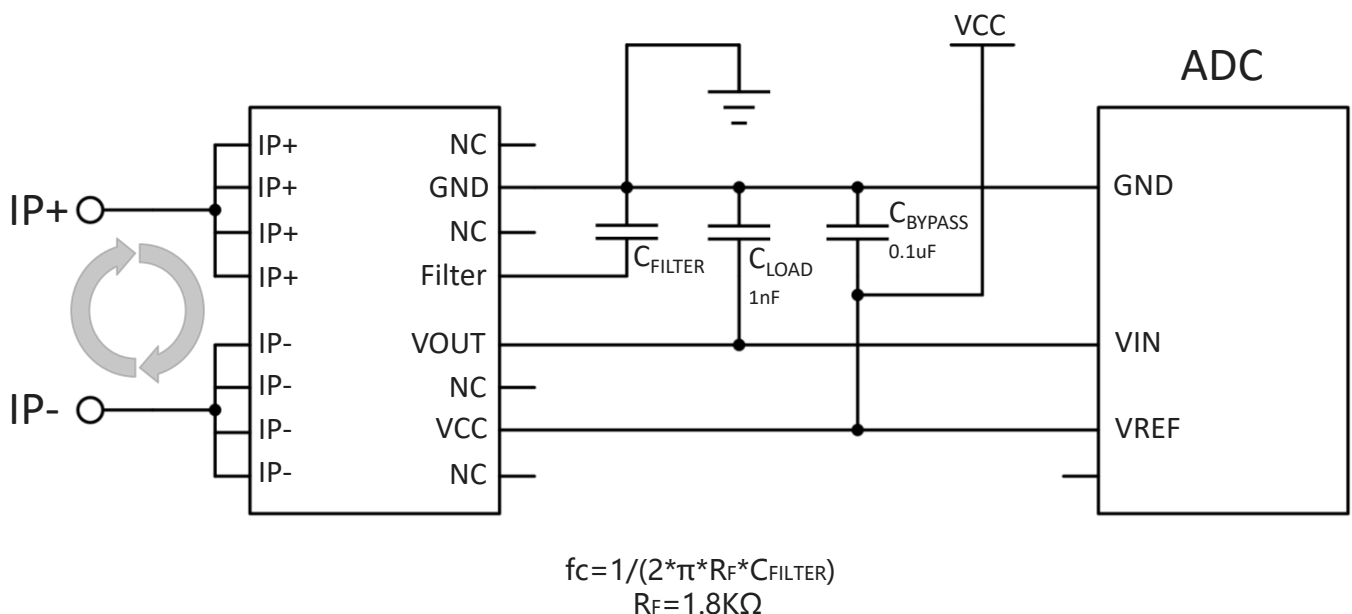 VCC
ADC
IP+
IP+
IP+
IP+
IP+
IP-
IP-
IP-
IP-
IP-
NC
GND
NC
Filter
VOUT
NC
VCC
NC
CFILTER
CLOAD
1nF
CBYPASS
0.1uF
GND
VIN
VREF
fc=1/(2*π*RF*CFILTER)
RF=1.8KΩ